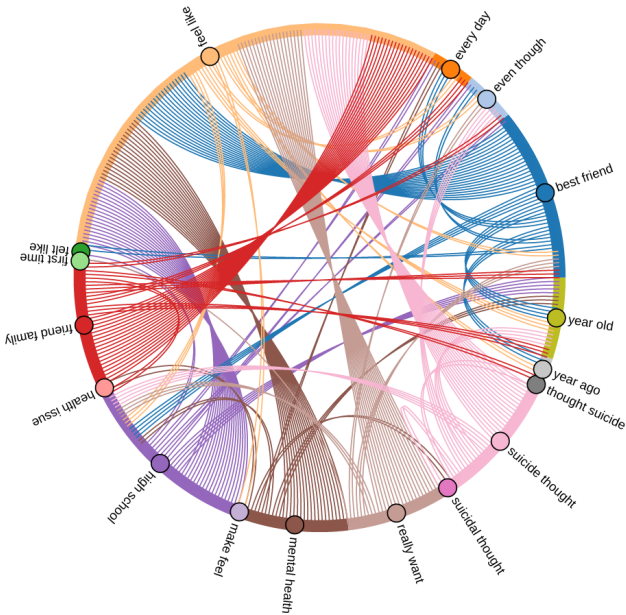 feel like
every day
even though
best friend
year old
year ago
thought suicide
suicide thought
suicidal thought
really want
mental health
make feel
high school
health issue
friend family
first time
felt like